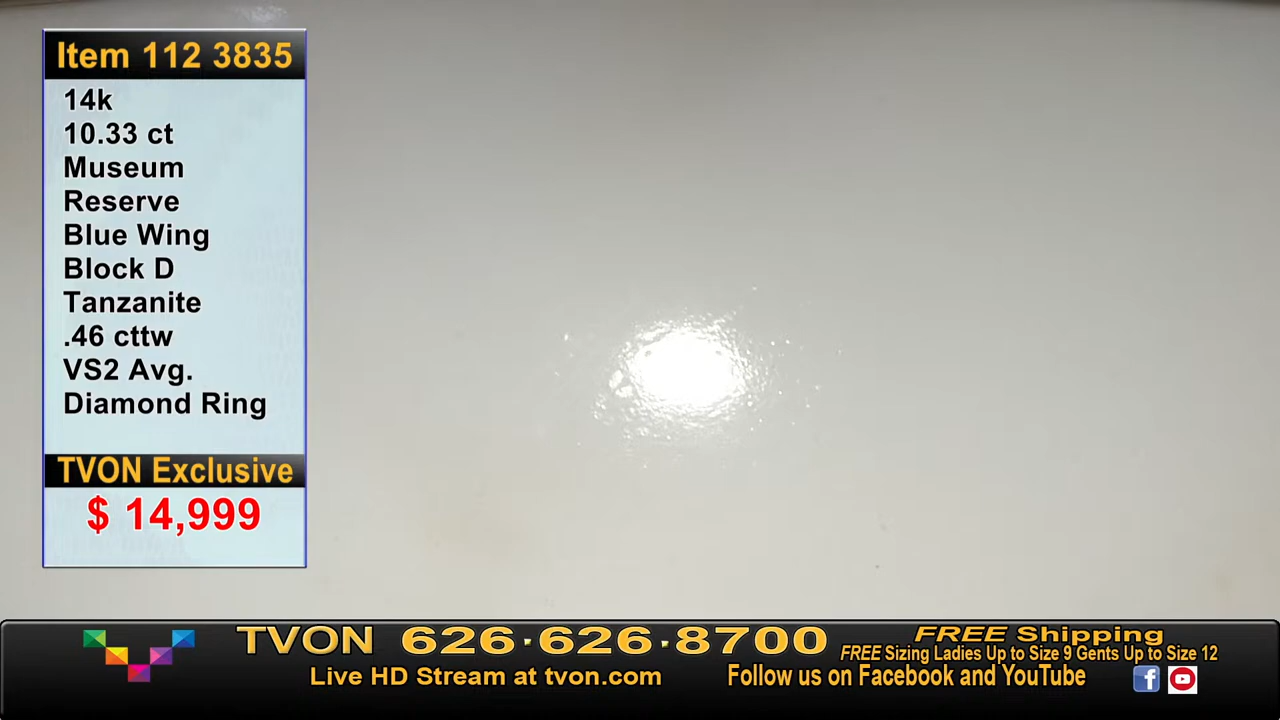 Item 112 3835
14k
10.33 ct
Museum
Reserve
Blue Wing
Block D
Tanzanite
.46 cttw
VS2 Avg.
Diamond Ring
TVON Exclusive
$ 14,999
TVON 626·626·8700
Live HD Stream at tvon.com
FREE Shipping
FREE Sizing Ladies Up to Size 9 Gents Up to Size 12
Follow us on Facebook and YouTube